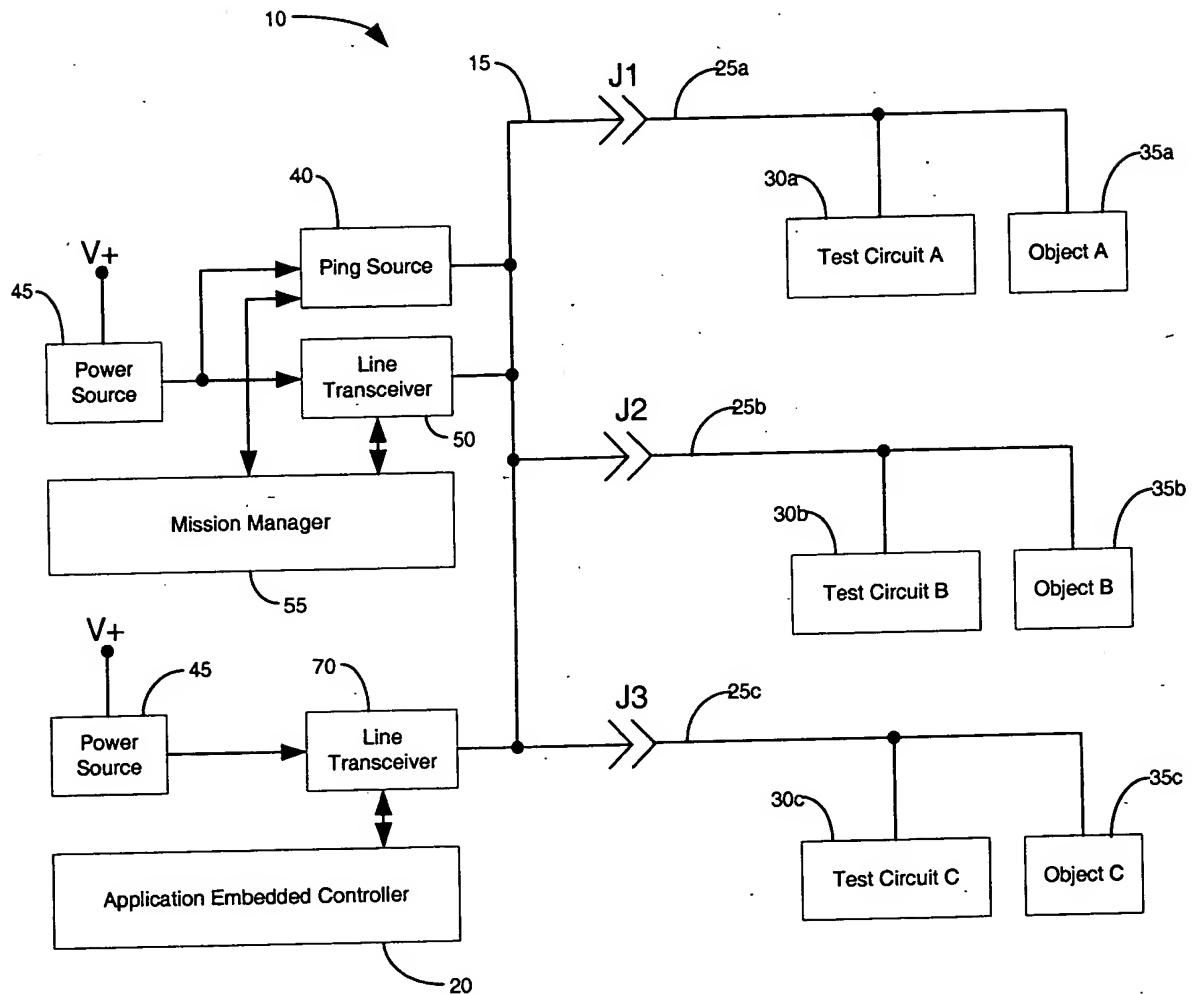 10
15
J1
25a
40
30a
35a
V+
Ping Source
Test Circuit A
Object A
45
Power
Source
Line
Transceiver
50
J2
25b
Mission Manager
30b
35b
55
Test Circuit B
Object B
V+
45
70
J3
25c
Power
Source
Line
Transceiver
30c
35c
Application Embedded Controller
Test Circuit C
Object C
20